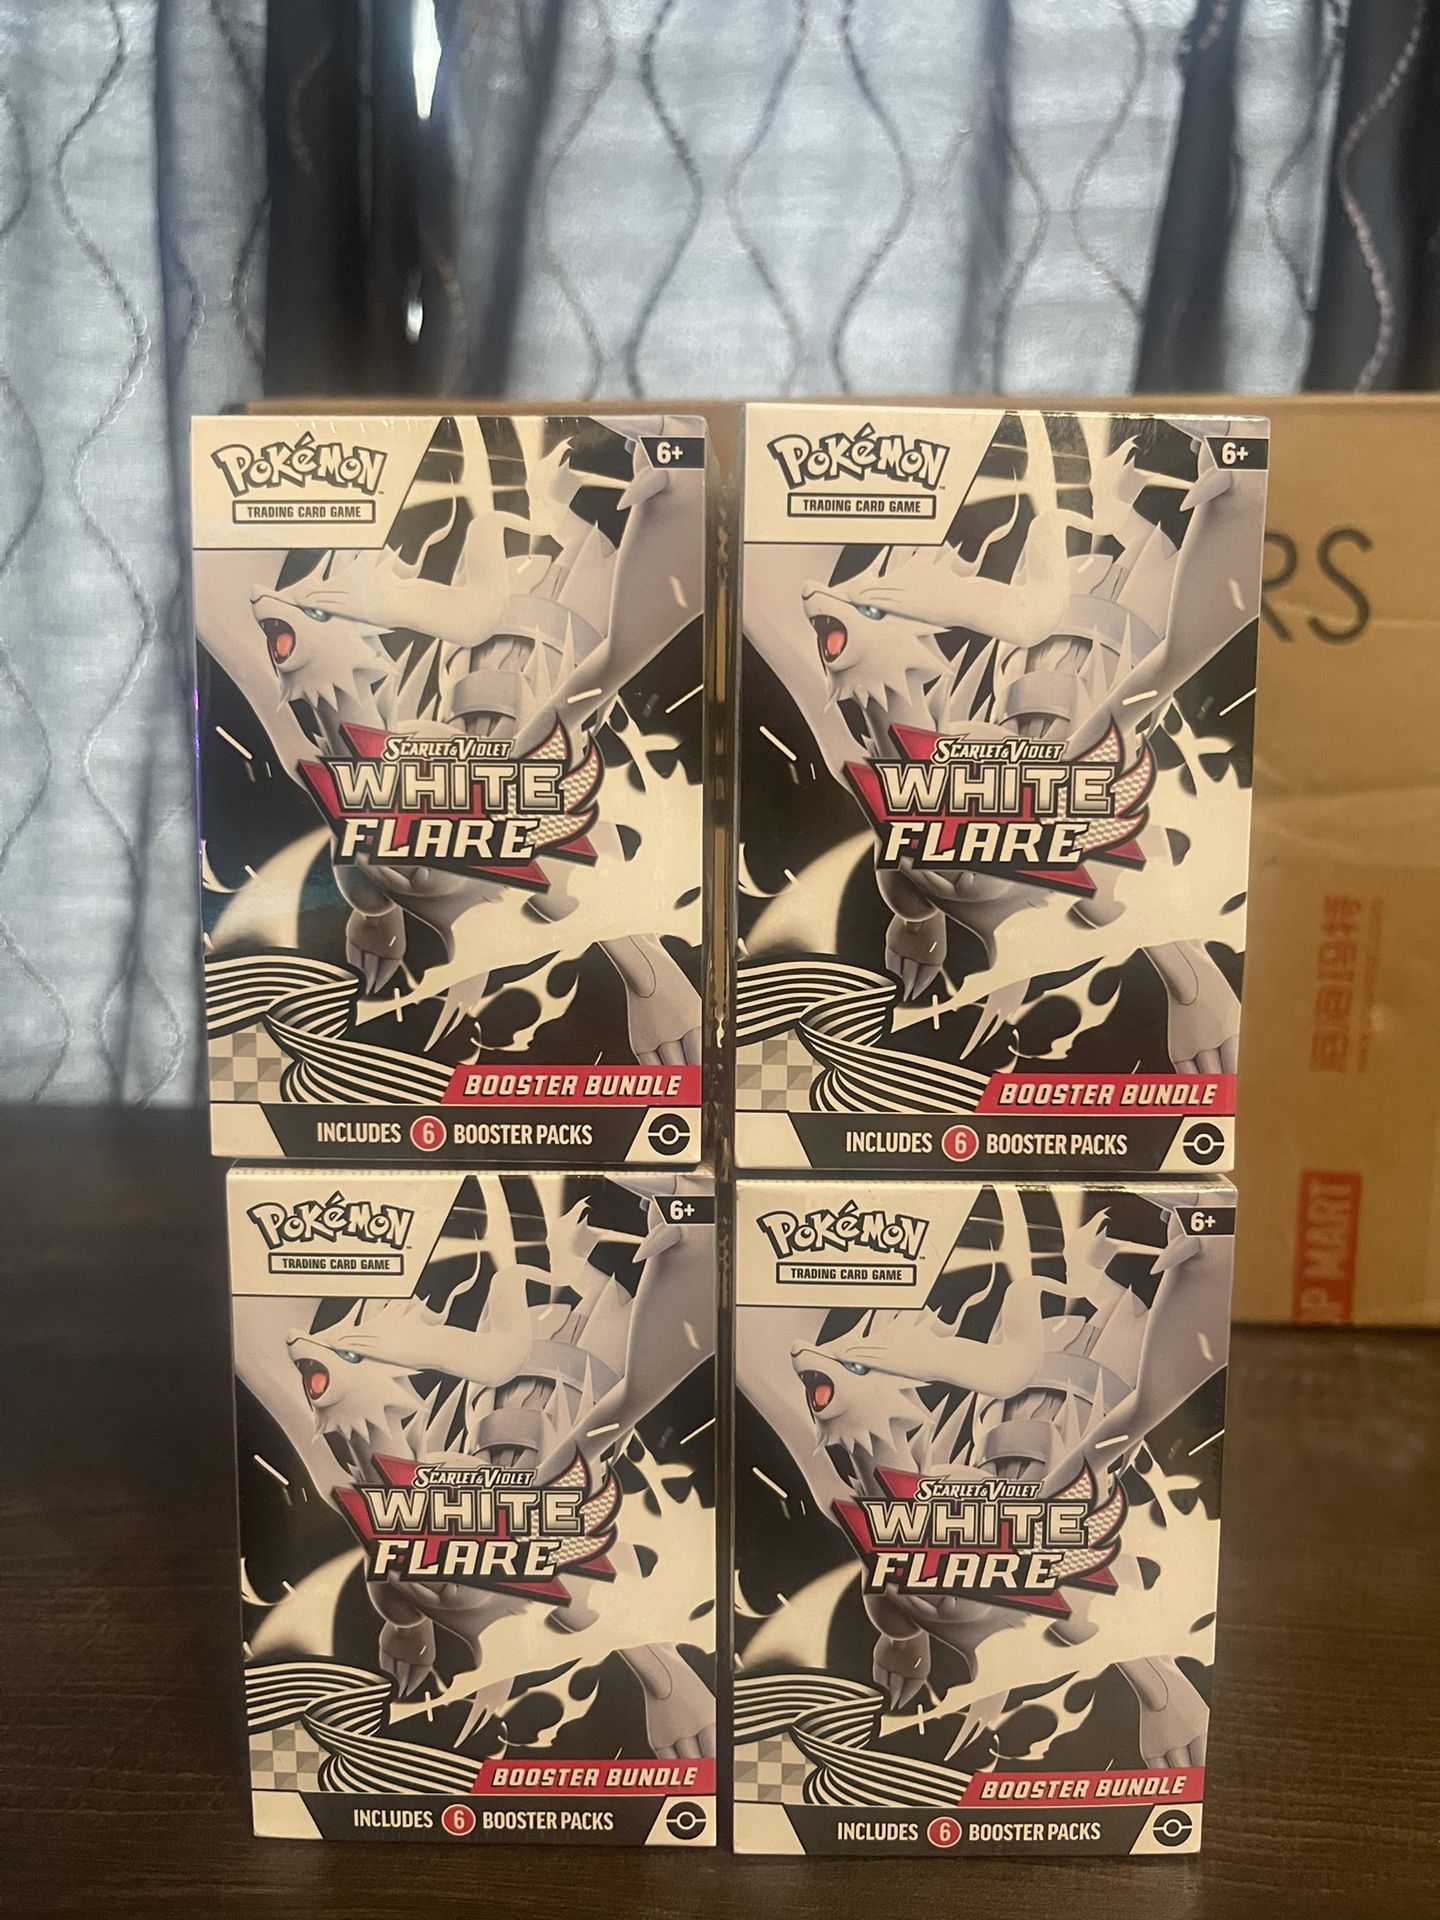 POKéMON
TRADING CARD GAME
6+
SCARLET & VIOLET
WHITE
FLARE
BOOSTER BUNDLE
INCLUDES 6 BOOSTER PACKS
POKéMON
TRADING CARD GAME
6+
SCARLET & VIOLET
WHITE
FLARE
BOOSTER BUNDLE
INCLUDES 6 BOOSTER PACKS
RS
POKéMON
TRADING CARD GAME
6+
SCARLET & VIOLET
WHITE
FLARE
BOOSTER BUNDLE
INCLUDES 6 BOOSTER PACKS
POKéMON
TRADING CARD GAME
6+
SCARLET & VIOLET
WHITE
FLARE
BOOSTER BUNDLE
INCLUDES 6 BOOSTER PACKS
P MART